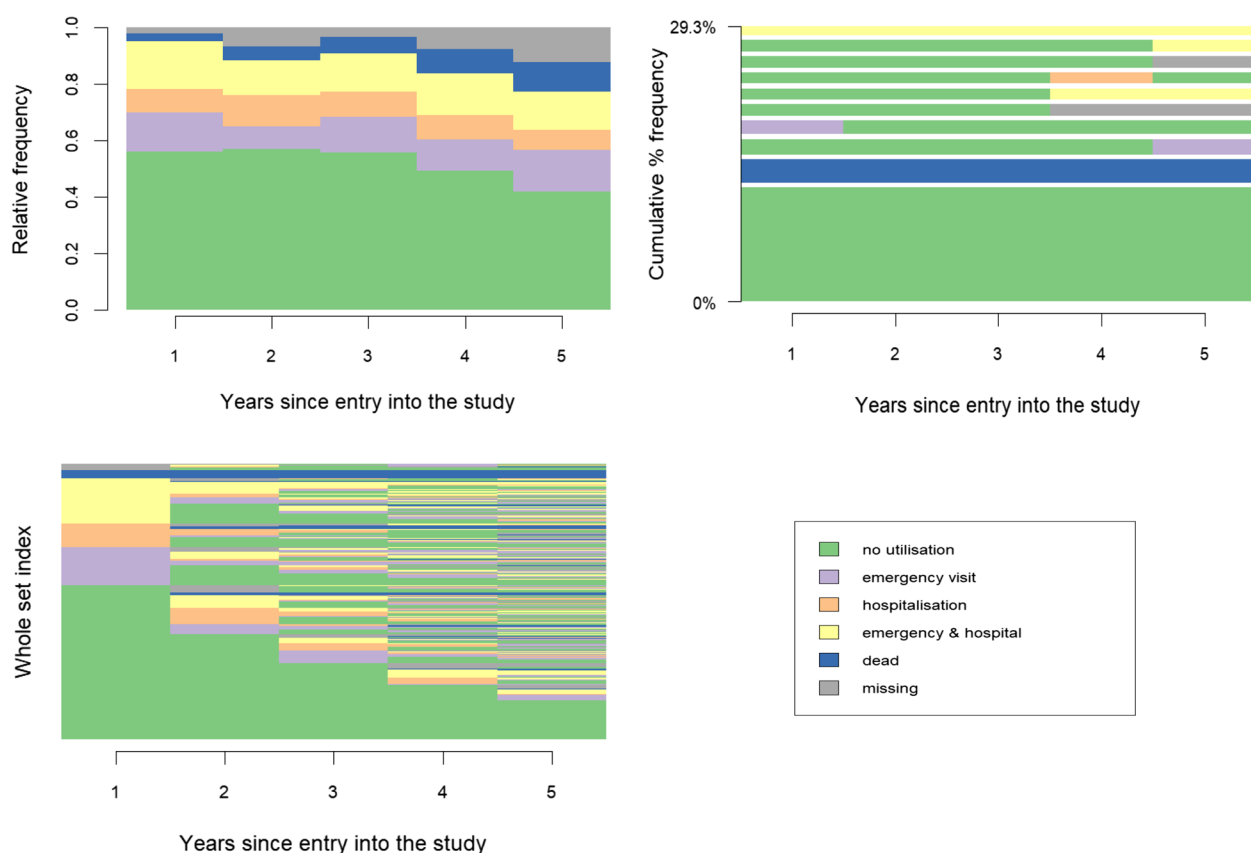 Relative frequency
1.0
0.8
0.6
0.4
0.2
0.0
1 2 3 4 5
Years since entry into the study
Cumulative % frequency
29.3%
0%
1 2 3 4 5
Years since entry into the study
Whole set index
1 2 3 4 5
Years since entry into the study
no utilisation
emergency visit
hospitalisation
emergency & hospital
dead
missing